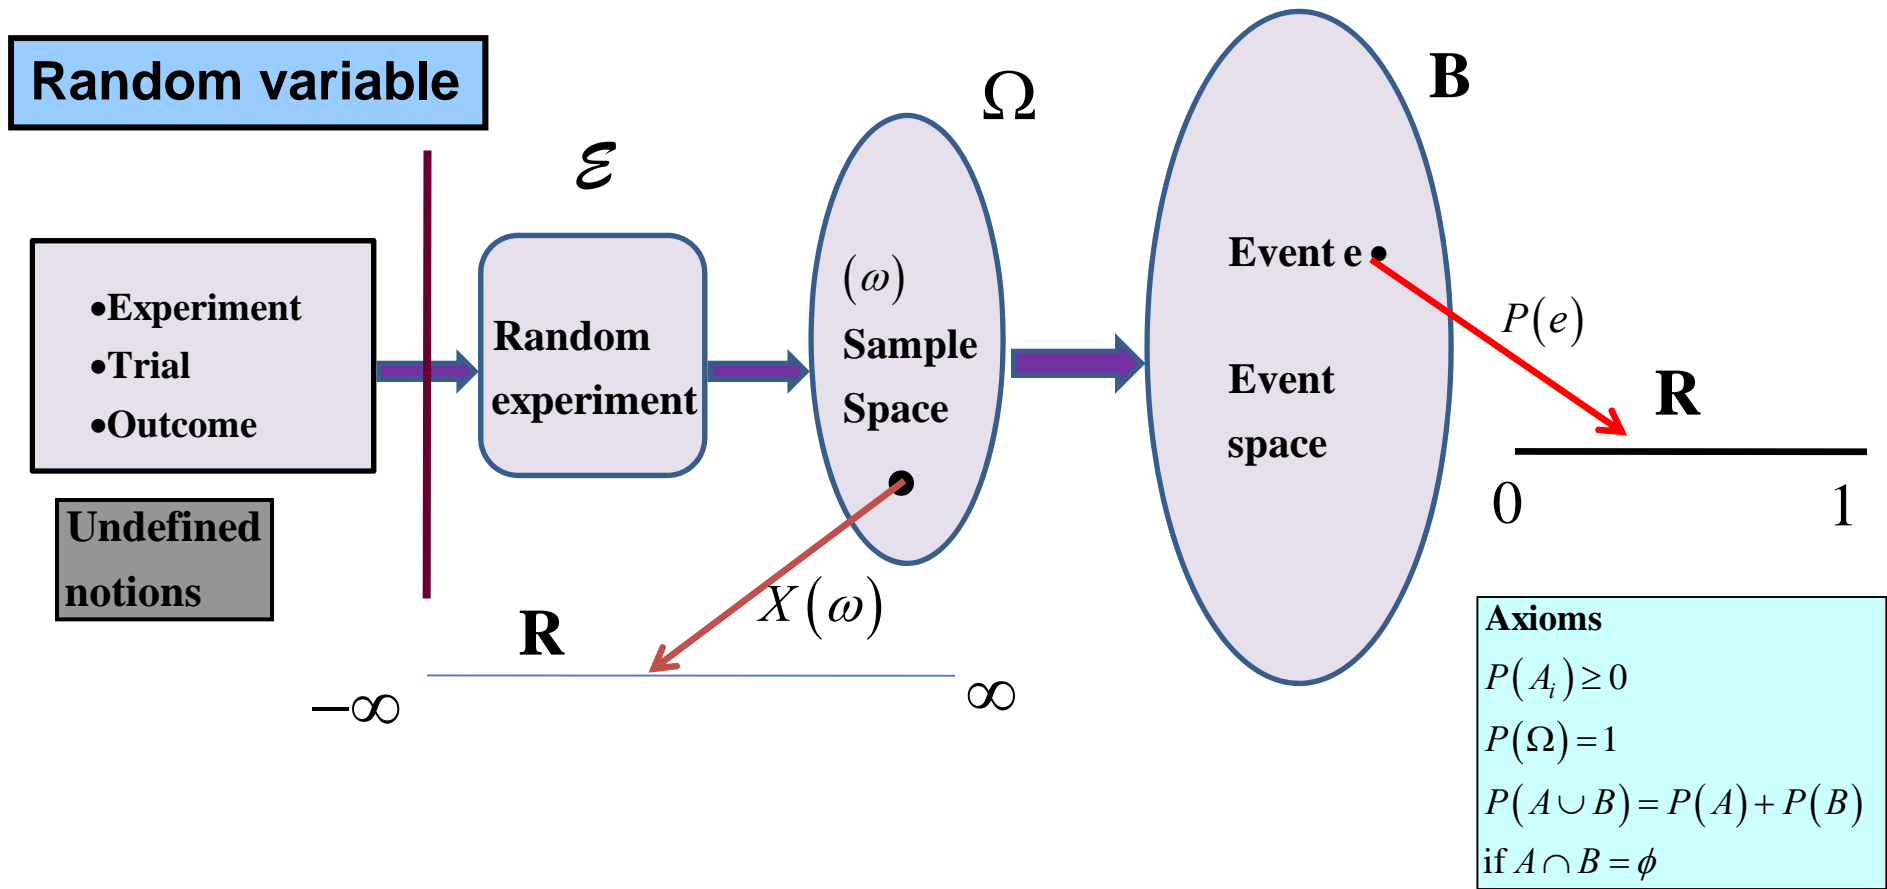 Random variable
ℰ
Ω
B
•Experiment
•Trial
•Outcome
Undefined
notions
Random
experiment
(ω)
Sample
Space
Event e
Event
space
P(e)
R
0
1
X(ω)
R
−∞
∞
Axioms
P(Aᵢ) ≥ 0
P(Ω) = 1
P(A ∪ B) = P(A) + P(B)
if A ∩ B = ϕ